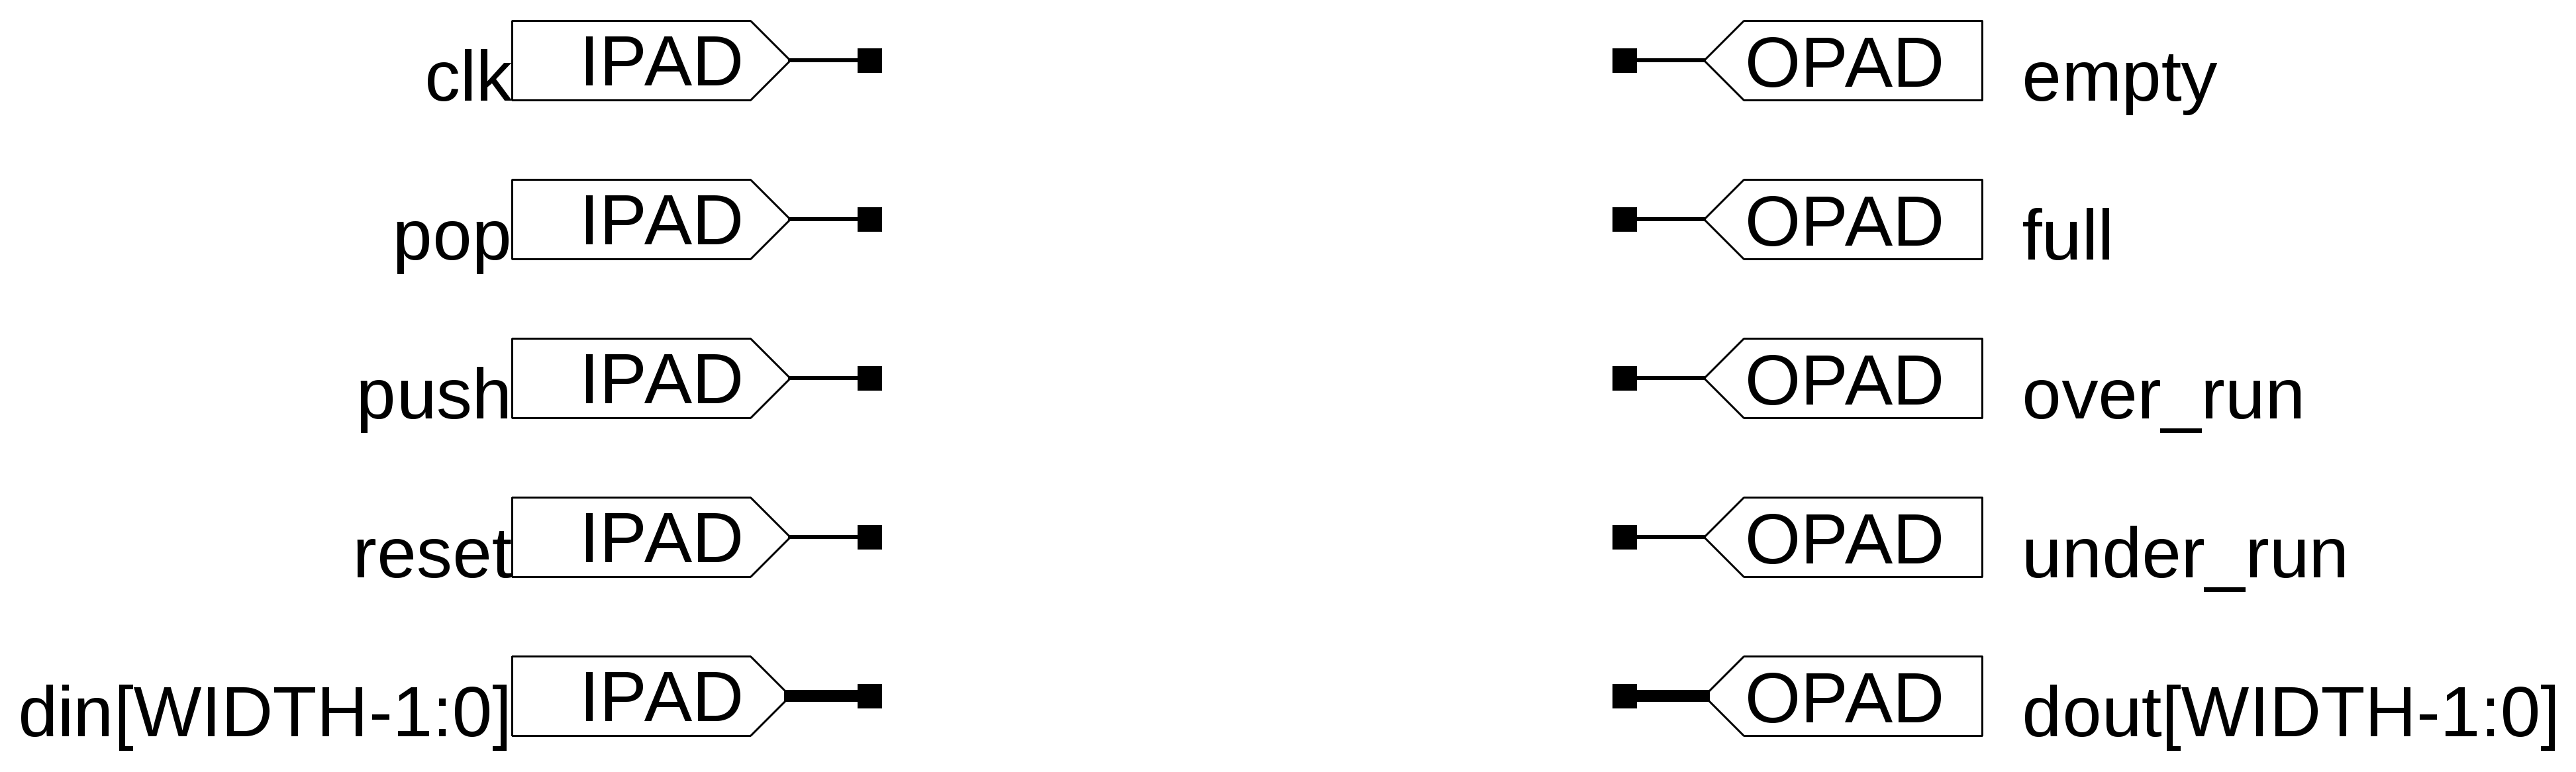 clk IPAD OPAD empty
pop IPAD OPAD full
push IPAD OPAD over_run
reset IPAD OPAD under_run
din[WIDTH-1:0] IPAD OPAD dout[WIDTH-1:0]